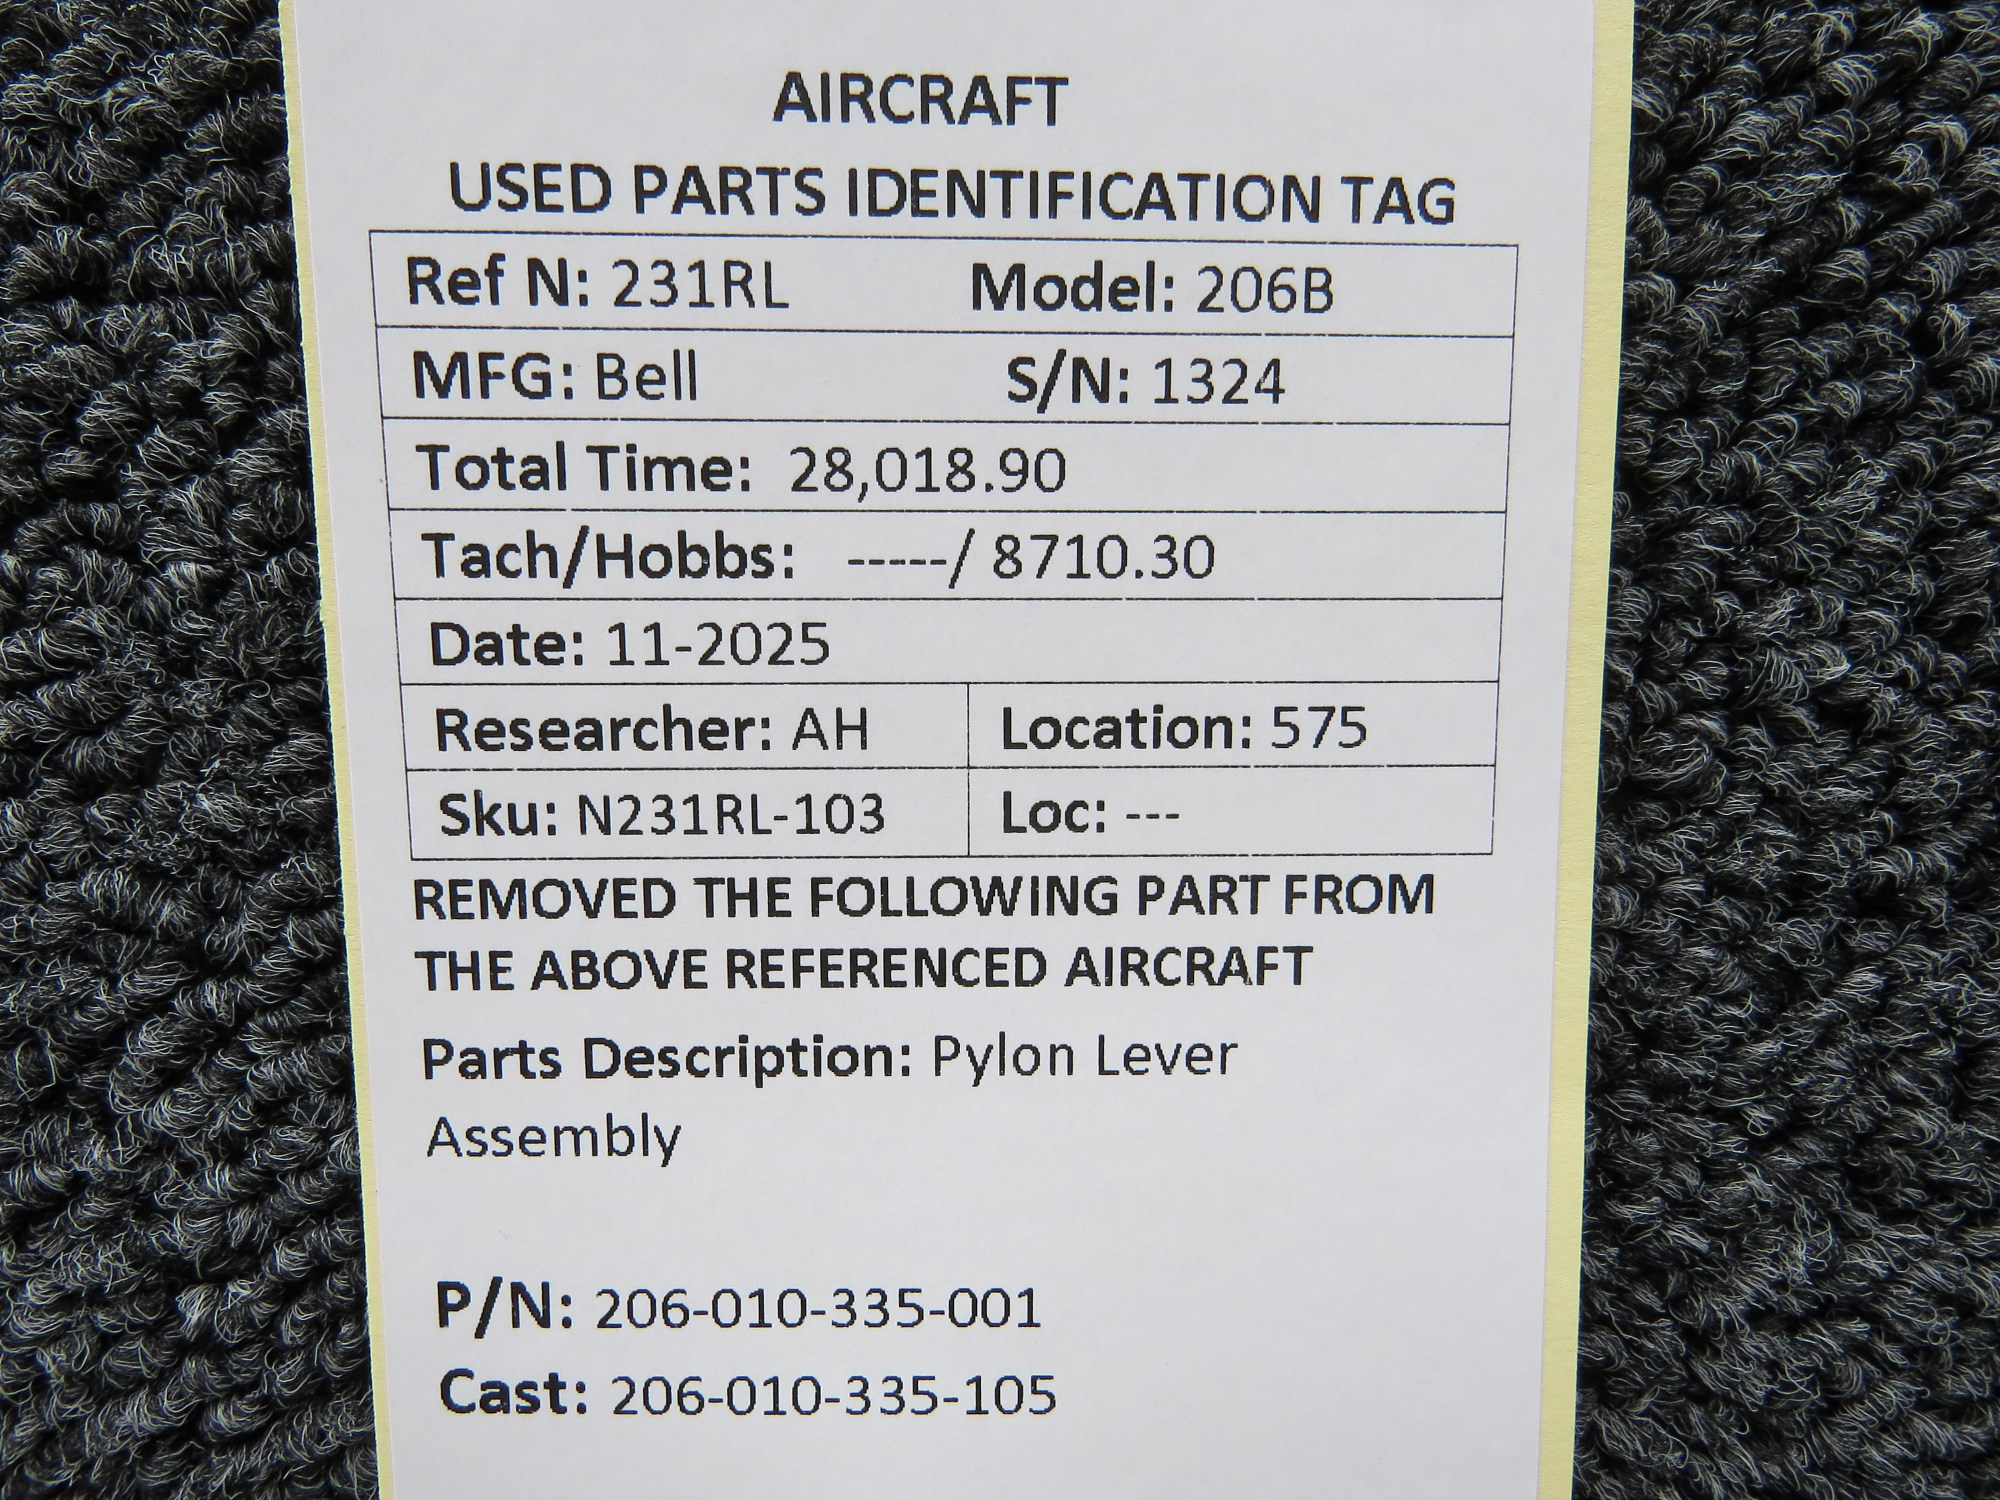 AIRCRAFT
USED PARTS IDENTIFICATION TAG
Ref N: 231RL Model: 206B
MFG: Bell S/N: 1324
Total Time: 28,018.90
Tach/Hobbs: -----/ 8710.30
Date: 11-2025
Researcher: AH Location: 575
Sku: N231RL-103 Loc: ---
REMOVED THE FOLLOWING PART FROM
THE ABOVE REFERENCED AIRCRAFT
Parts Description: Pylon Lever
Assembly
P/N: 206-010-335-001
Cast: 206-010-335-105